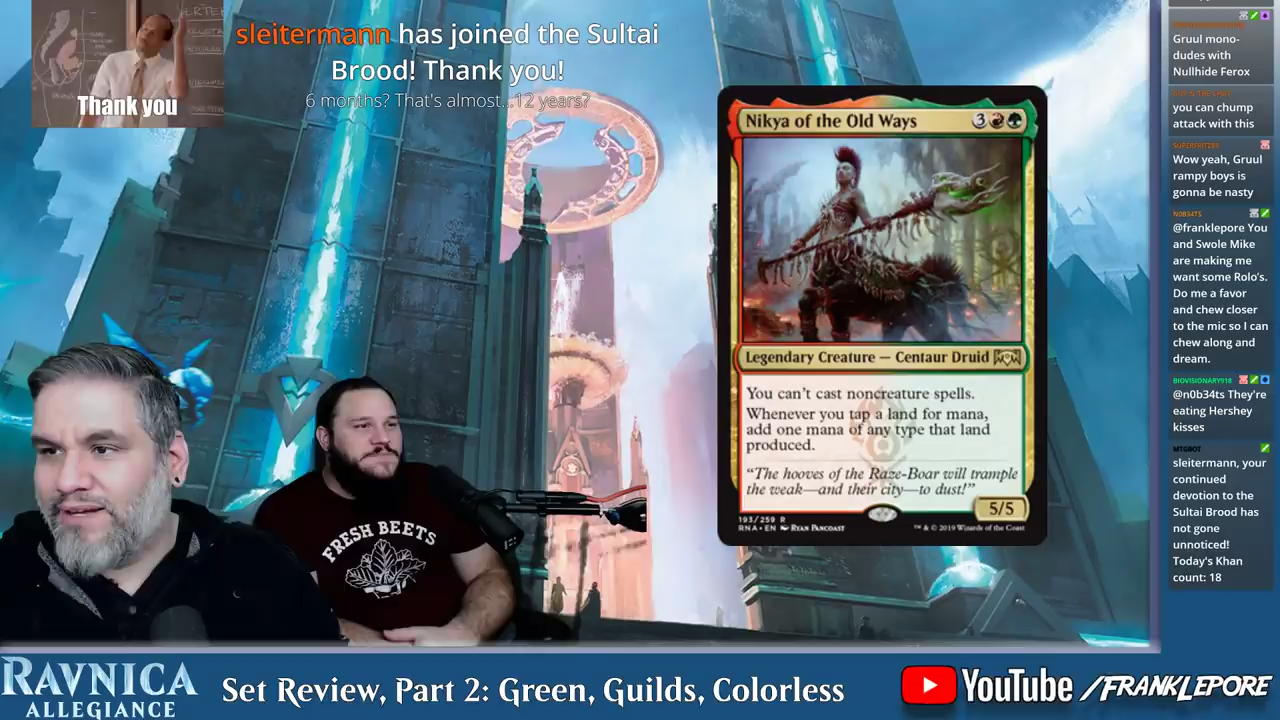 sleitermann has joined the Sultai
Brood! Thank you!
6 months? That's almost...12 years?
Thank you
Nikya of the Old Ways
3
Legendary Creature — Centaur Druid
You can't cast noncreature spells.
Whenever you tap a land for mana,
add one mana of any type that land
produced.
“The hooves of the Raze-Boar will trample
the weak—and their city—to dust!”
5/5
193/259 R
RNA • EN Ryan Pancoast
™ & © 2019 Wizards of the Coast
FRESH BEETS
Gruul mono-
dudes with
Nullhide Ferox
you can chump
attack with this
SUPERFRITZ88
Wow yeah, Gruul
rampy boys is
gonna be nasty
N0B34TS
@franklepore You
and Swole Mike
are making me
want some Rolo's.
Do me a favor
and chew closer
to the mic so I can
chew along and
dream.
BIOVISIONARY918
@n0b34ts They're
eating Hershey
kisses
MTGBOT
sleitermann, your
continued
devotion to the
Sultai Brood has
not gone
unnoticed!
Today's Khan
count: 18
RAVNICA
ALLEGIANCE
Set Review, Part 2: Green, Guilds, Colorless
YouTube /FRANKLEPORE